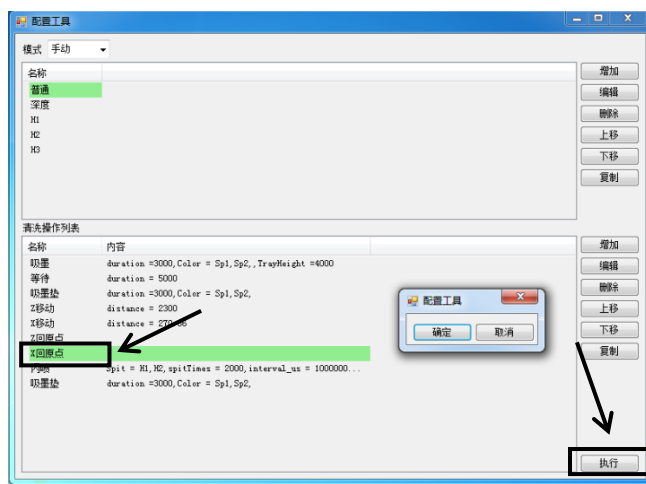 配置工具
模式 手动
名称
普通
深度
H1
H2
H3
增加
编辑
删除
上移
下移
复制
清洗操作列表
名称 内容
吸墨 duration =3000,Color = Sp1,Sp2,,TrayHeight =4000
等待 duration = 5000
吸墨垫 duration =3000,Color = Sp1,Sp2,
Z移动 distance = 2300
X移动 distance =
Z回原点
X回原点
内喷 Spit = H1,H2,spitTimes = 2000,interval_us = 1000000...
吸墨垫 duration =3000,Color = Sp1,Sp2,
增加
编辑
删除
上移
下移
复制
配置工具
确定 取消
执行